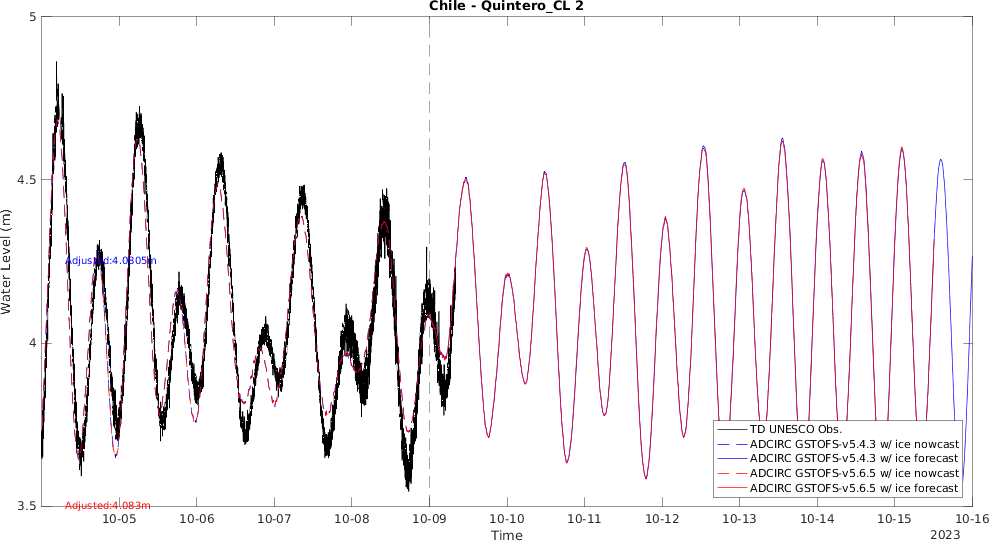 Chile - Quintero_CL 2
Water Level (m)
5
4.5
4
3.5
Adjusted:4.0805m
Adjusted:4.083m
TD UNESCO Obs.
ADCIRC GSTOFS-v5.4.3 w/ ice nowcast
ADCIRC GSTOFS-v5.4.3 w/ ice forecast
ADCIRC GSTOFS-v5.6.5 w/ ice nowcast
ADCIRC GSTOFS-v5.6.5 w/ ice forecast
10-05 10-06 10-07 10-08 10-09 10-10 10-11 10-12 10-13 10-14 10-15 10-16
Time
2023